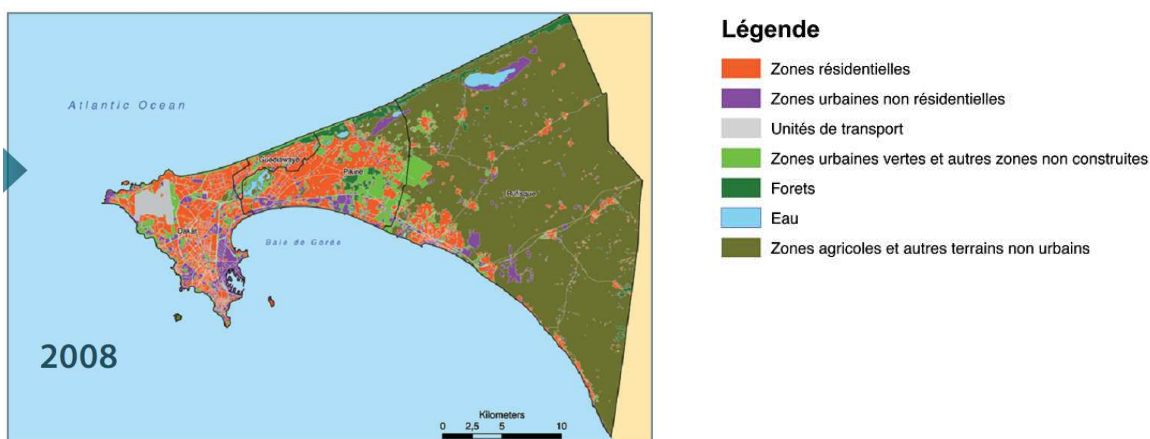 Atlantic Ocean
Guédiawaye
Pikine
Rufisque
Dakar
Baie de Gorée
2008
Kilometers
0 2,5 5 10
Légende
Zones résidentielles
Zones urbaines non résidentielles
Unités de transport
Zones urbaines vertes et autres zones non construites
Forets
Eau
Zones agricoles et autres terrains non urbains